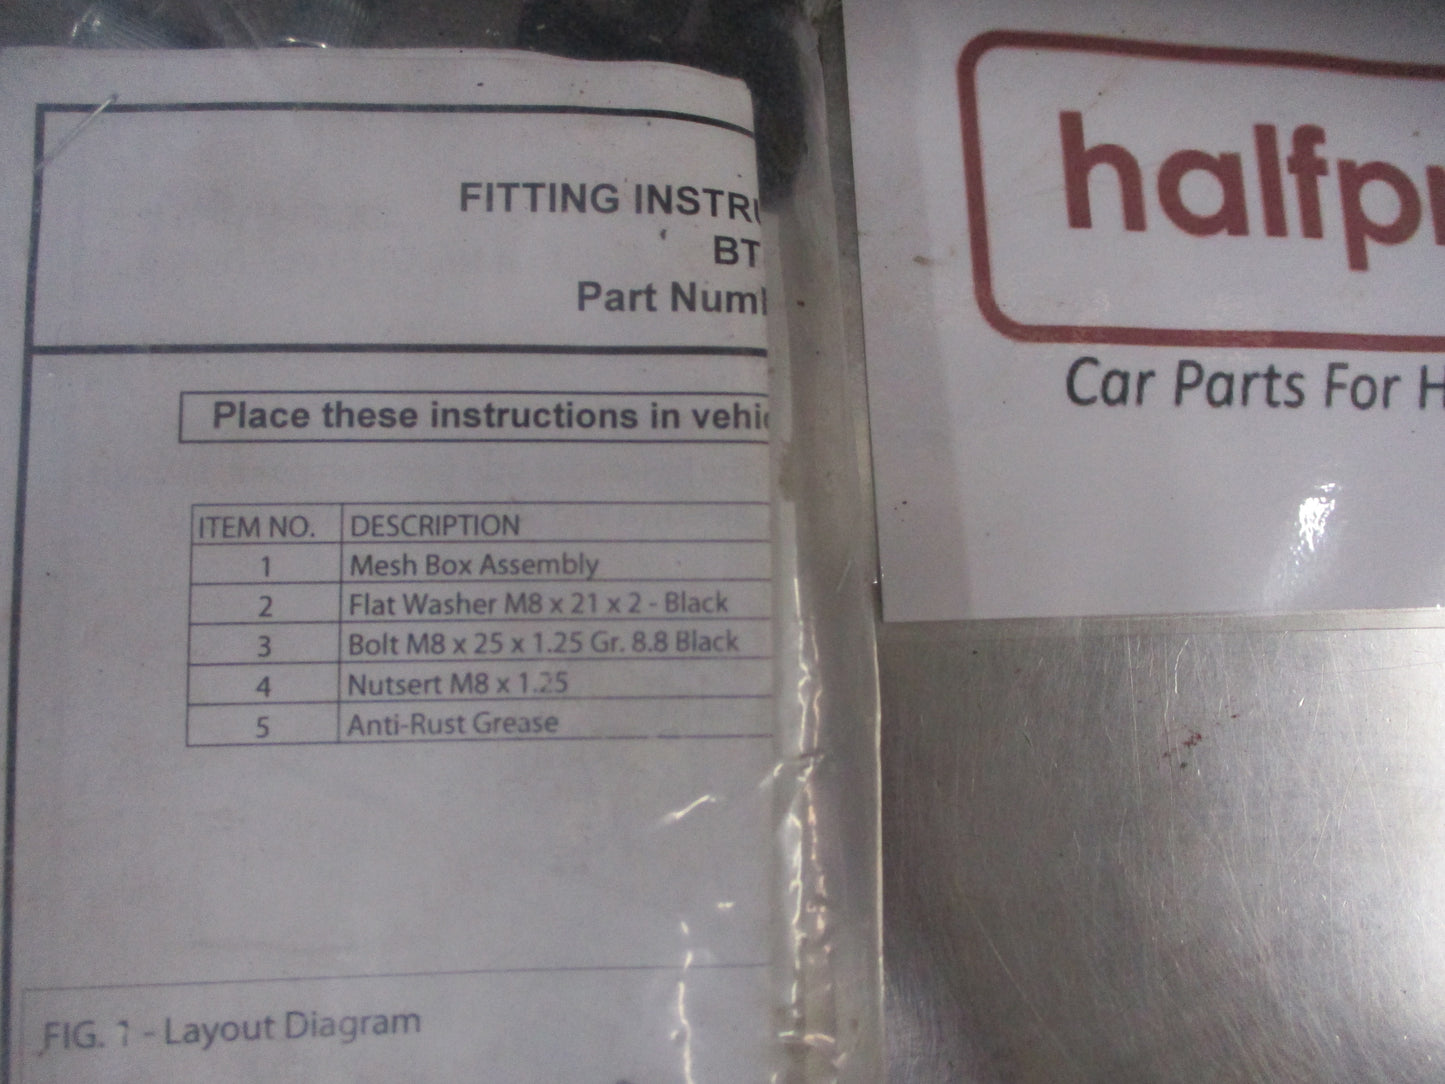 FITTING INSTRU
BT
Part Num
Place these instructions in vehic
ITEM NO. DESCRIPTION
1 Mesh Box Assembly
2 Flat Washer M8 x 21 x 2 - Black
3 Bolt M8 x 25 x 1.25 Gr. 8.8 Black
4 Nutsert M8 x 1.25
5 Anti-Rust Grease
FIG. 1 - Layout Diagram
halfpr
Car Parts For H